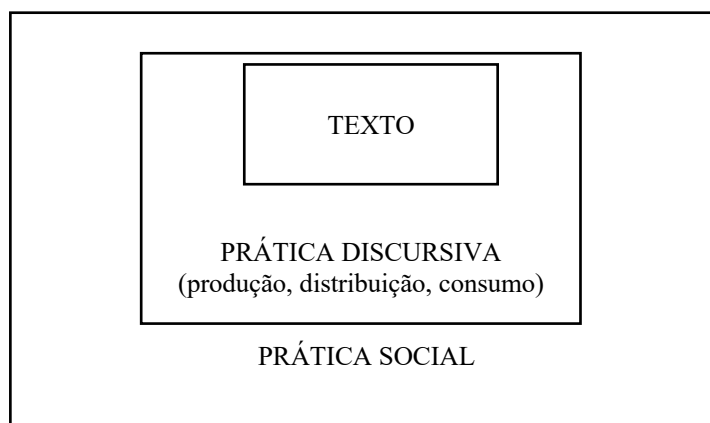 TEXTO
PRÁTICA DISCURSIVA
(produção, distribuição, consumo)
PRÁTICA SOCIAL